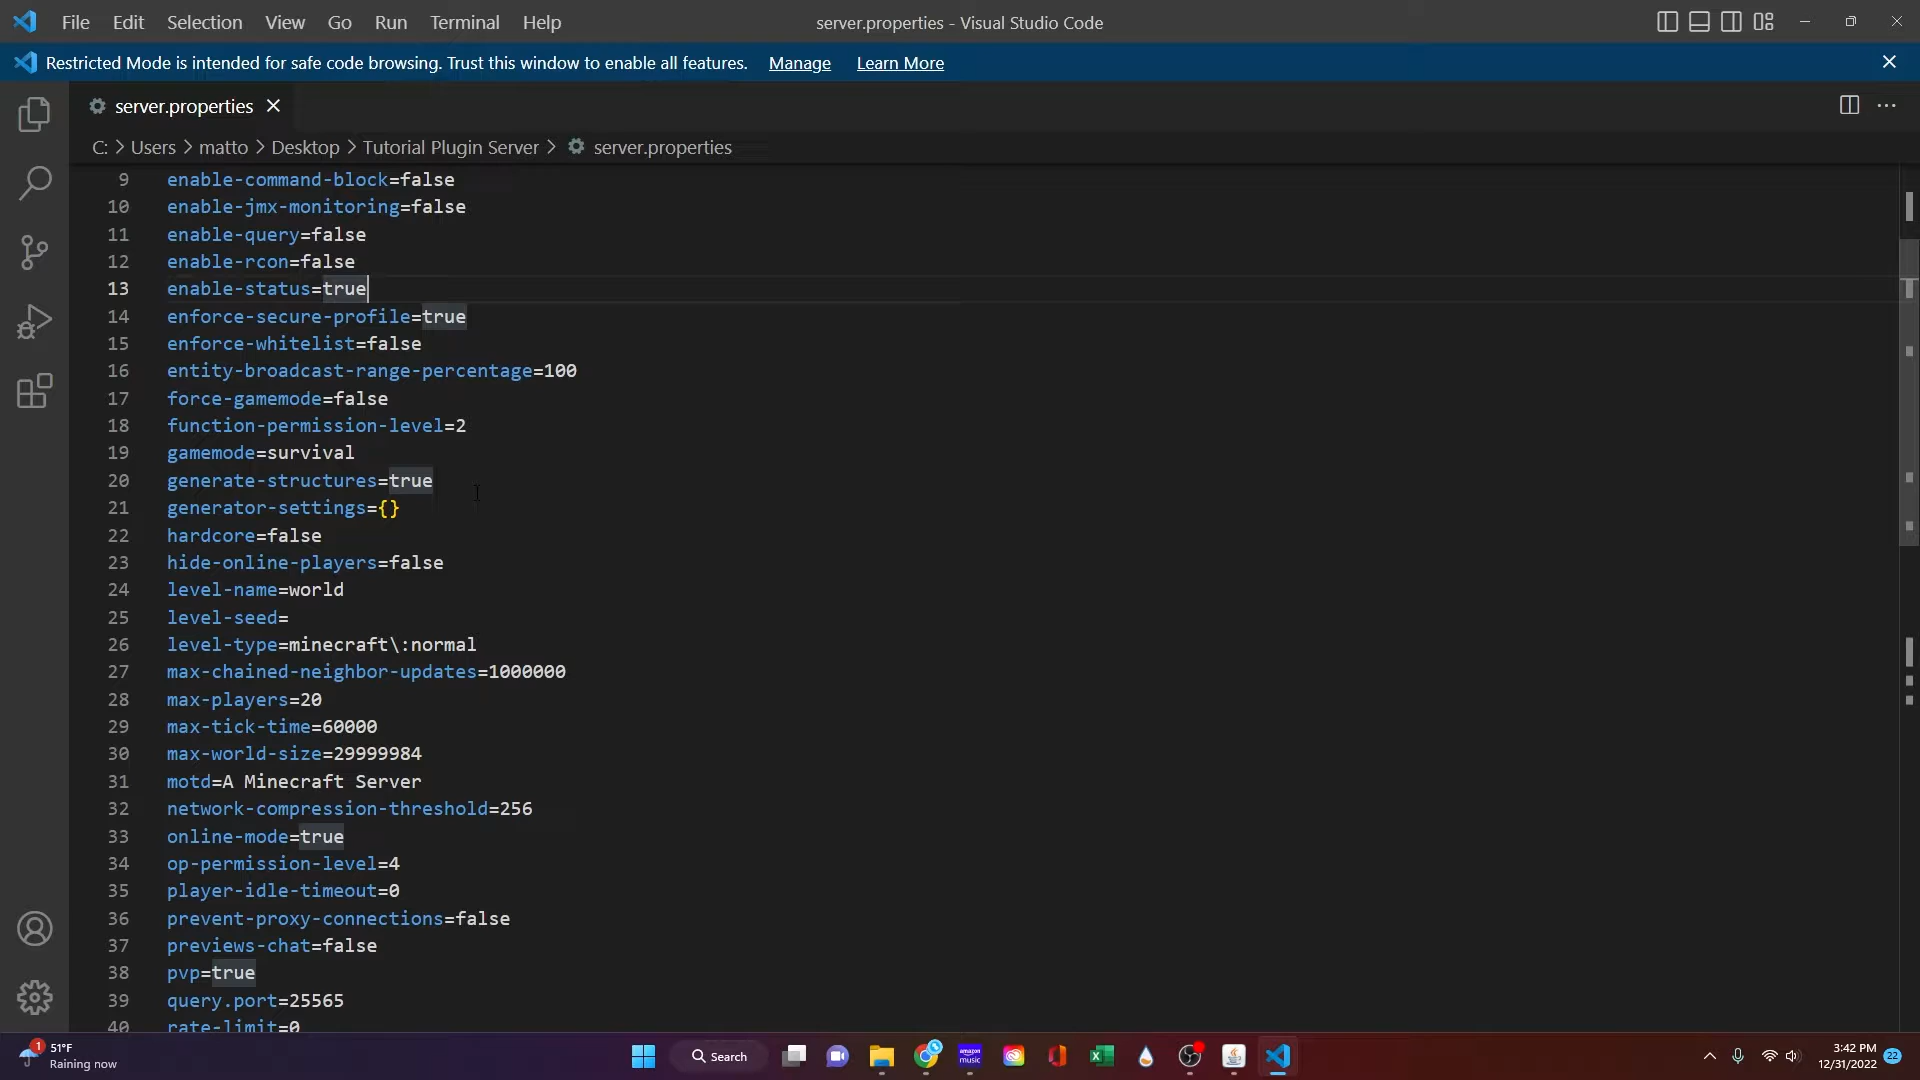 File Edit Selection View Go Run Terminal Help
server.properties - Visual Studio Code
Restricted Mode is intended for safe code browsing. Trust this window to enable all features. Manage Learn More
server.properties
C: > Users > matto > Desktop > Tutorial Plugin Server > server.properties
9 enable-command-block=false
10 enable-jmx-monitoring=false
11 enable-query=false
12 enable-rcon=false
13 enable-status=true
14 enforce-secure-profile=true
15 enforce-whitelist=false
16 entity-broadcast-range-percentage=100
17 force-gamemode=false
18 function-permission-level=2
19 gamemode=survival
20 generate-structures=true
21 generator-settings={}
22 hardcore=false
23 hide-online-players=false
24 level-name=world
25 level-seed=
26 level-type=minecraft\:normal
27 max-chained-neighbor-updates=1000000
28 max-players=20
29 max-tick-time=60000
30 max-world-size=29999984
31 motd=A Minecraft Server
32 network-compression-threshold=256
33 online-mode=true
34 op-permission-level=4
35 player-idle-timeout=0
36 prevent-proxy-connections=false
37 previews-chat=false
38 pvp=true
39 query.port=25565
40 rate-limit=0
1
51°F
Raining now
Search
amazon music
3:42 PM
12/31/2022
22